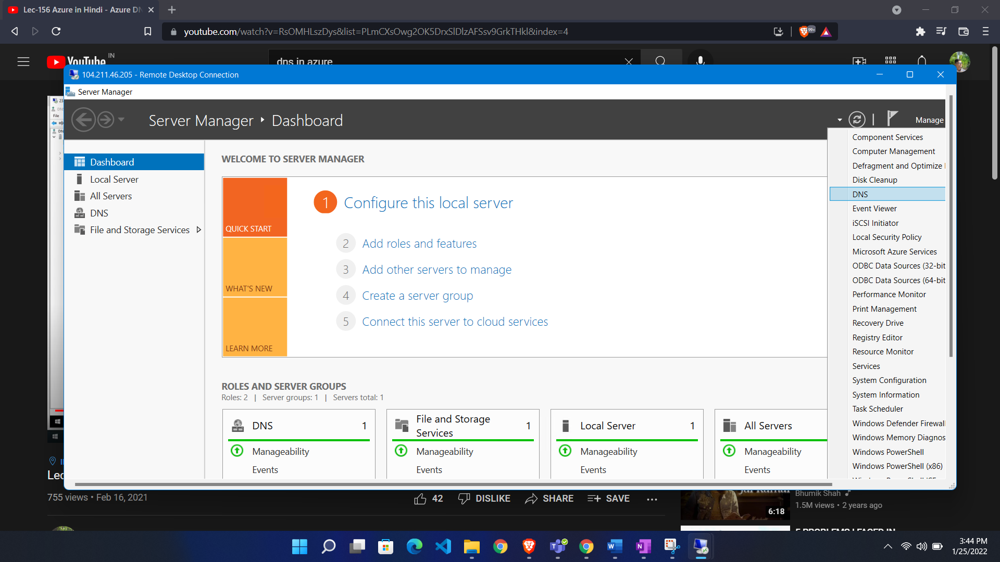 Lec-156 Azure in Hindi - Azure DN
youtube.com/watch?v=RsOMHLszDys&list=PLmCXsOwg2OK5DrxSlDlzAFSsv9GrkTHkl&index=4
99+
YouTube IN
dns in azure
104.211.46.205 - Remote Desktop Connection
Server Manager
Server Manager Dashboard
Manage
Dashboard
Local Server
All Servers
DNS
File and Storage Services
WELCOME TO SERVER MANAGER
QUICK START
WHAT'S NEW
LEARN MORE
1 Configure this local server
2 Add roles and features
3 Add other servers to manage
4 Create a server group
5 Connect this server to cloud services
ROLES AND SERVER GROUPS
Roles: 2 | Server groups: 1 | Servers total: 1
DNS 1
Manageability
Events
File and Storage Services 1
Manageability
Events
Local Server 1
Manageability
Events
All Servers
Manageability
Events
Component Services
Computer Management
Defragment and Optimize
Disk Cleanup
DNS
Event Viewer
iSCSI Initiator
Local Security Policy
Microsoft Azure Services
ODBC Data Sources (32-bit
ODBC Data Sources (64-bit
Performance Monitor
Print Management
Recovery Drive
Registry Editor
Resource Monitor
Services
System Configuration
System Information
Task Scheduler
Windows Defender Firewall
Windows Memory Diagnos
Windows PowerShell
Windows PowerShell (x86)
File
Lec
755 views • Feb 16, 2021
42 DISLIKE SHARE SAVE
6:18
Bhumik Shah
1.5M views • 2 years ago
3:44 PM
1/25/2022